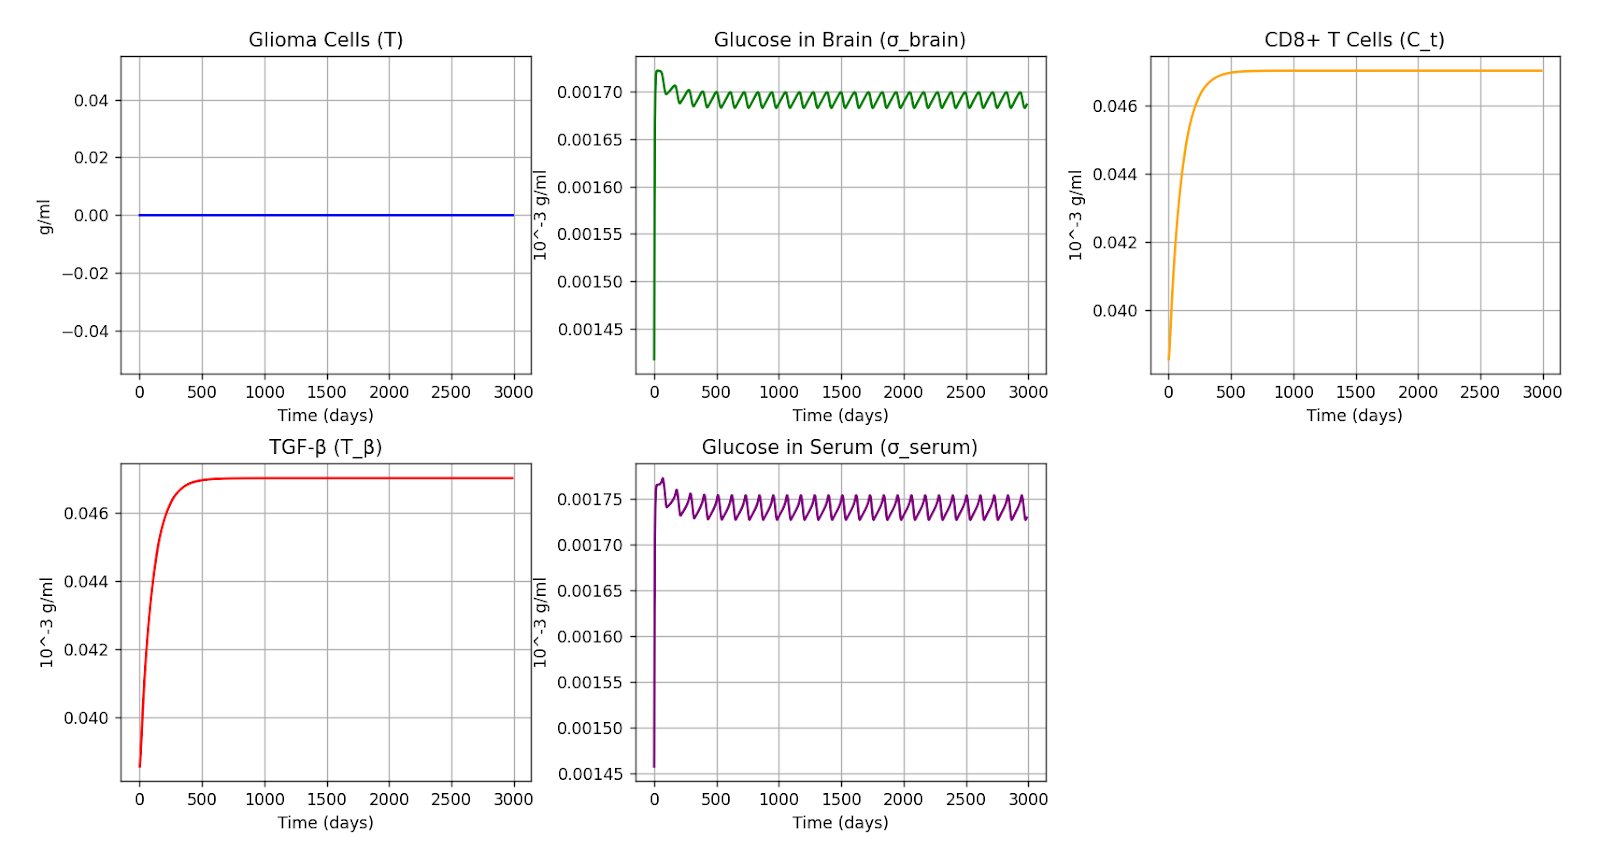 Glioma Cells (T)
g/ml
0.04
0.02
0.00
−0.02
−0.04
0 500 1000 1500 2000 2500 3000
Time (days)
Glucose in Brain (σ_brain)
10^-3 g/ml
0.00170
0.00165
0.00160
0.00155
0.00150
0.00145
0 500 1000 1500 2000 2500 3000
Time (days)
CD8+ T Cells (C_t)
10^-3 g/ml
0.046
0.044
0.042
0.040
0 500 1000 1500 2000 2500 3000
Time (days)
TGF-β (T_β)
10^-3 g/ml
0.046
0.044
0.042
0.040
0 500 1000 1500 2000 2500 3000
Time (days)
Glucose in Serum (σ_serum)
10^-3 g/ml
0.00175
0.00170
0.00165
0.00160
0.00155
0.00150
0.00145
0 500 1000 1500 2000 2500 3000
Time (days)